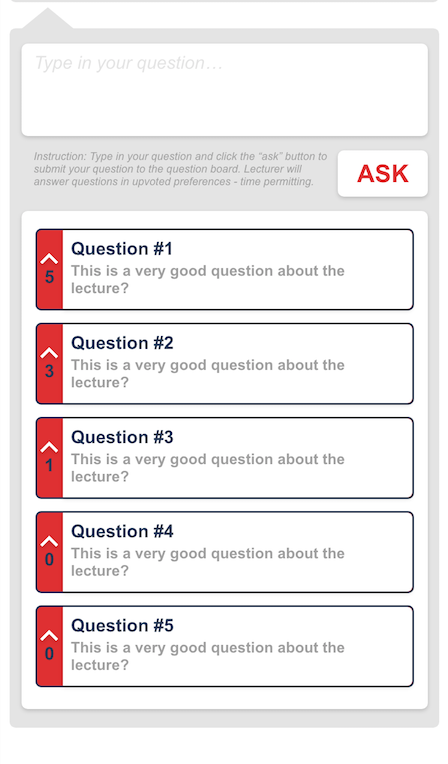 Type in your question…
Instruction: Type in your question and click the “ask” button to
submit your question to the question board. Lecturer will
answer questions in upvoted preferences - time permitting.
ASK
Question #1
This is a very good question about the
lecture?
5
Question #2
This is a very good question about the
lecture?
3
Question #3
This is a very good question about the
lecture?
1
Question #4
This is a very good question about the
lecture?
0
Question #5
This is a very good question about the
lecture?
0